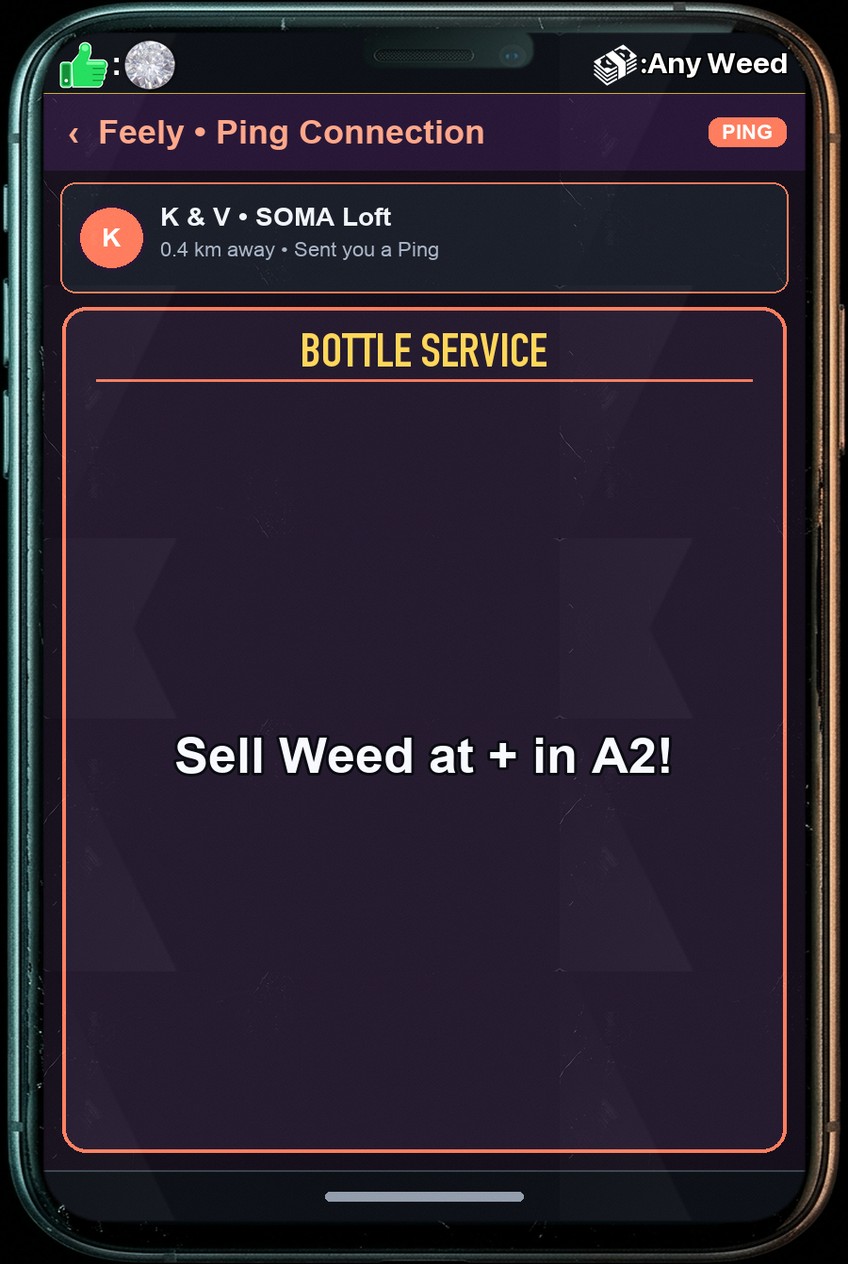 :
:Any Weed
‹ Feely • Ping Connection
PING
K
K & V • SOMA Loft
0.4 km away • Sent you a Ping
BOTTLE SERVICE
Sell Weed at + in A2!